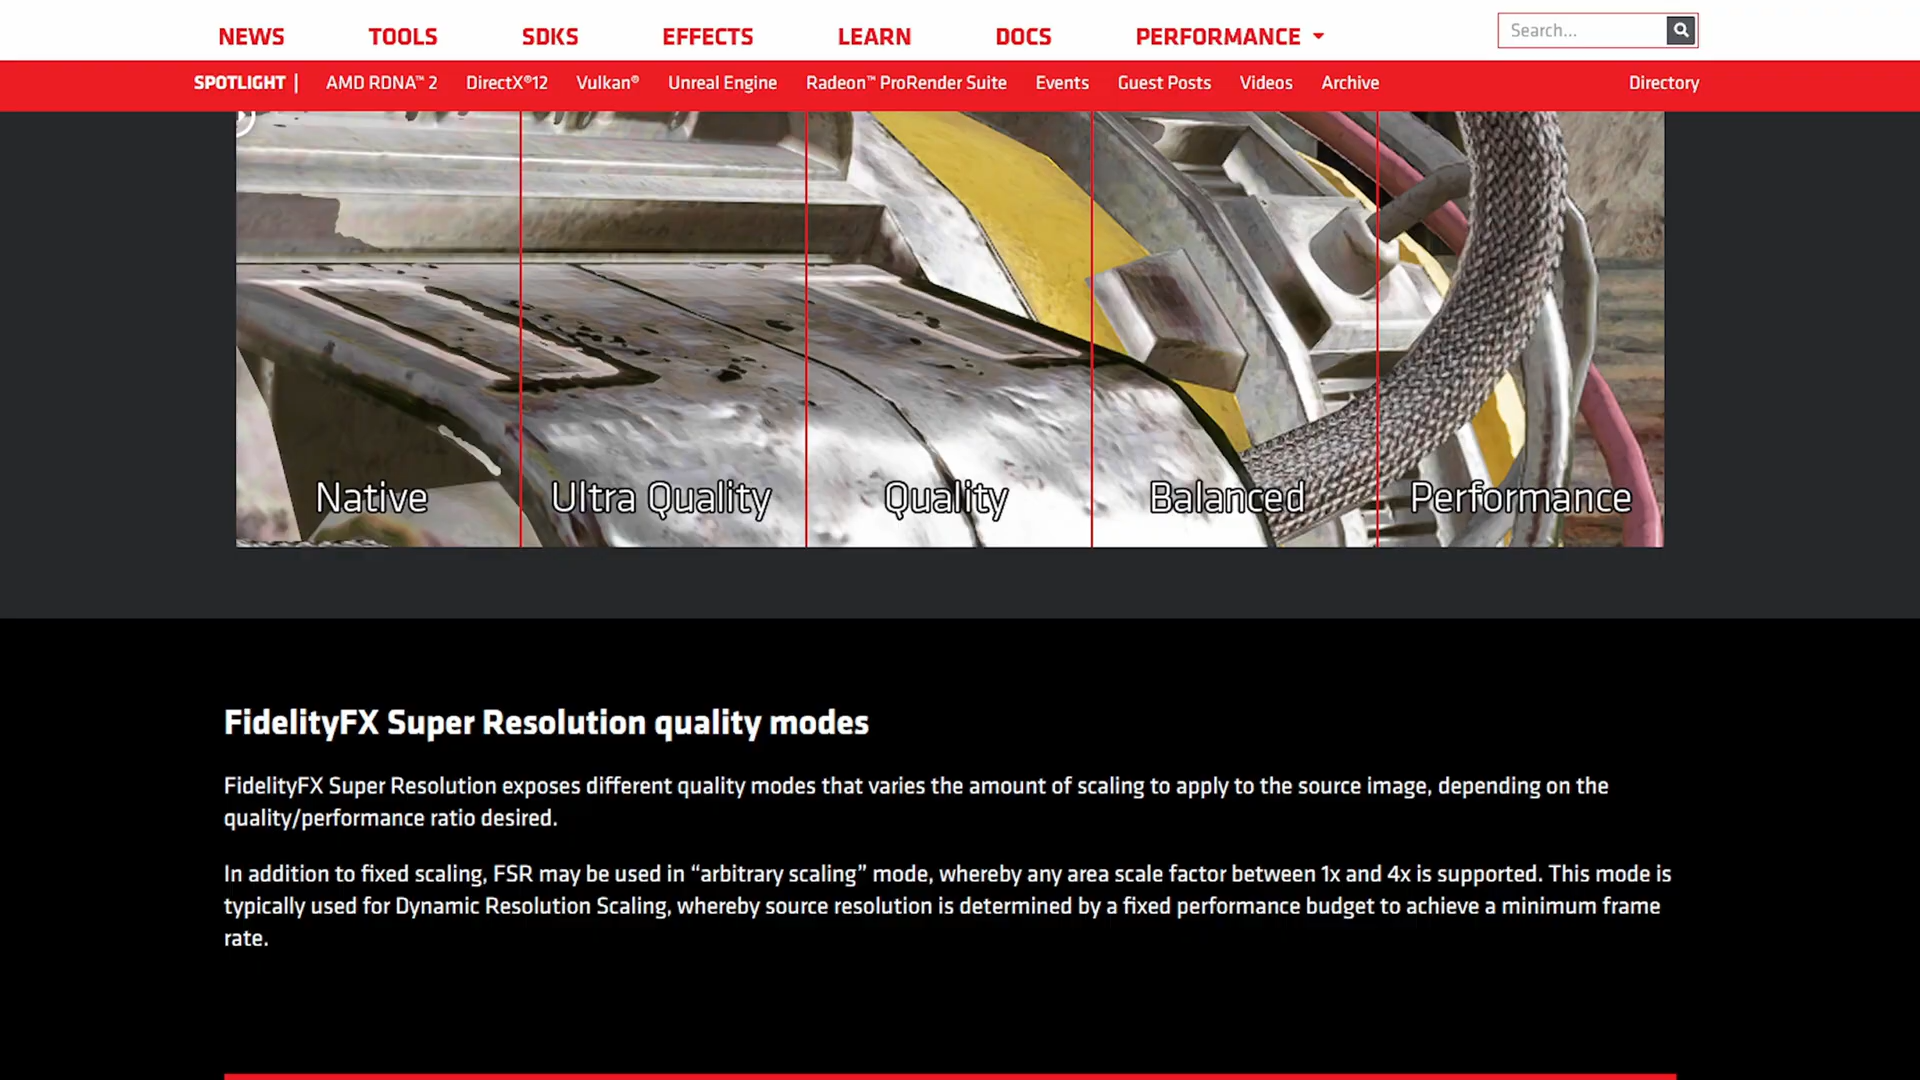 NEWS TOOLS SDKS EFFECTS LEARN DOCS PERFORMANCE Search...
SPOTLIGHT | AMD RDNA™ 2 DirectX®12 Vulkan® Unreal Engine Radeon™ ProRender Suite Events Guest Posts Videos Archive Directory
Native Ultra Quality Quality Balanced Performance
FidelityFX Super Resolution quality modes
FidelityFX Super Resolution exposes different quality modes that varies the amount of scaling to apply to the source image, depending on the
quality/performance ratio desired.
In addition to fixed scaling, FSR may be used in “arbitrary scaling” mode, whereby any area scale factor between 1x and 4x is supported. This mode is
typically used for Dynamic Resolution Scaling, whereby source resolution is determined by a fixed performance budget to achieve a minimum frame
rate.